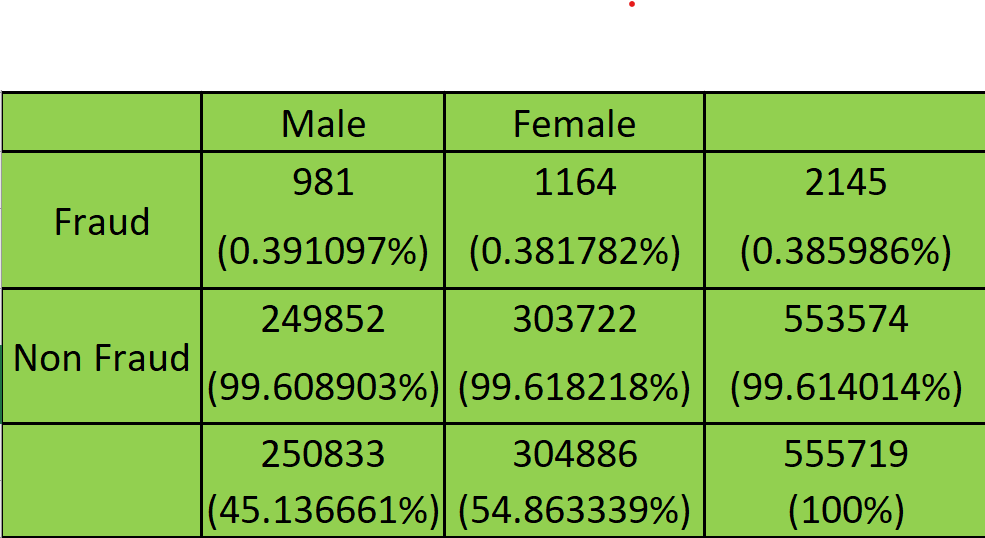 Male Female
Fraud 981 1164 2145
(0.391097%) (0.381782%) (0.385986%)
Non Fraud 249852 303722 553574
(99.608903%) (99.618218%) (99.614014%)
250833 304886 555719
(45.136661%) (54.863339%) (100%)